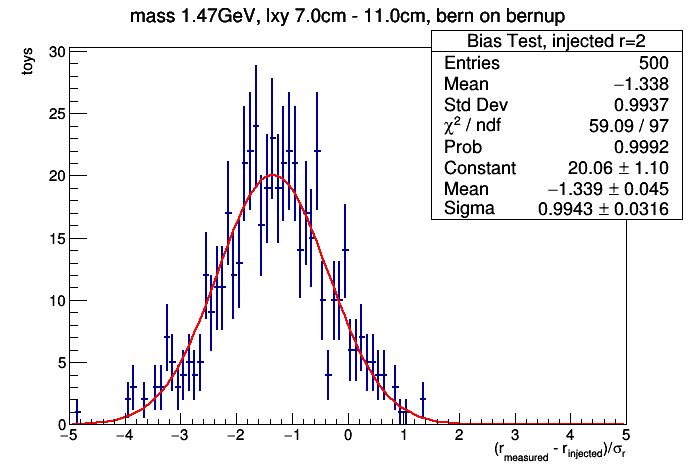 mass 1.47GeV, lxy 7.0cm - 11.0cm, bern on bernup
Bias Test, injected r=2
Entries 500
Mean −1.338
Std Dev 0.9937
χ² / ndf 59.09 / 97
Prob 0.9992
Constant 20.06 ± 1.10
Mean −1.339 ± 0.045
Sigma 0.9943 ± 0.0316
toys
30
25
20
15
10
5
0
−5 −4 −3 −2 −1 0 1 2 3 4 5
(r_measured - r_injected)/σ_r